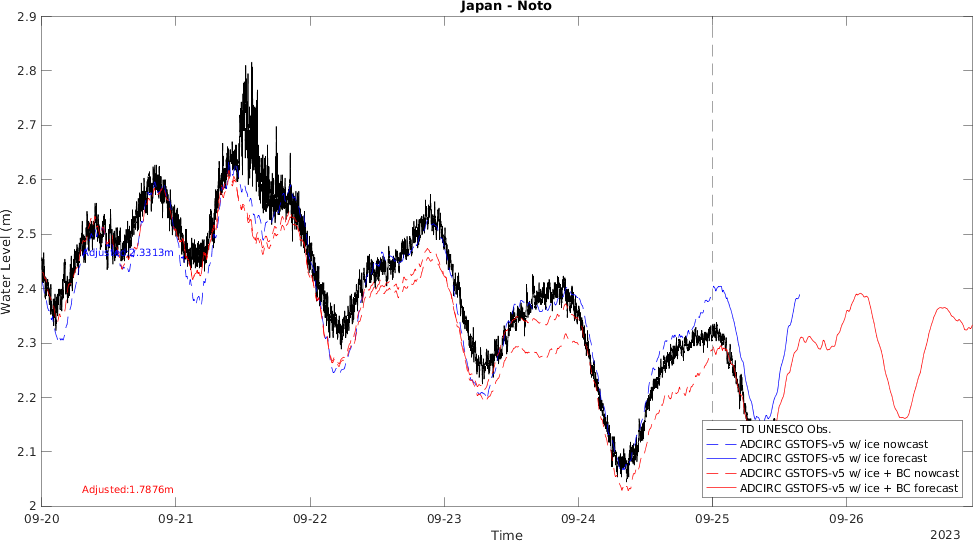 Japan - Noto
2.9
2.8
2.7
2.6
2.5
2.4
2.3
2.2
2.1
2
Water Level (m)
Adjusted:2.3313m
Adjusted:1.7876m
TD UNESCO Obs.
ADCIRC GSTOFS-v5 w/ ice nowcast
ADCIRC GSTOFS-v5 w/ ice forecast
ADCIRC GSTOFS-v5 w/ ice + BC nowcast
ADCIRC GSTOFS-v5 w/ ice + BC forecast
09-20 09-21 09-22 09-23 09-24 09-25 09-26
Time
2023